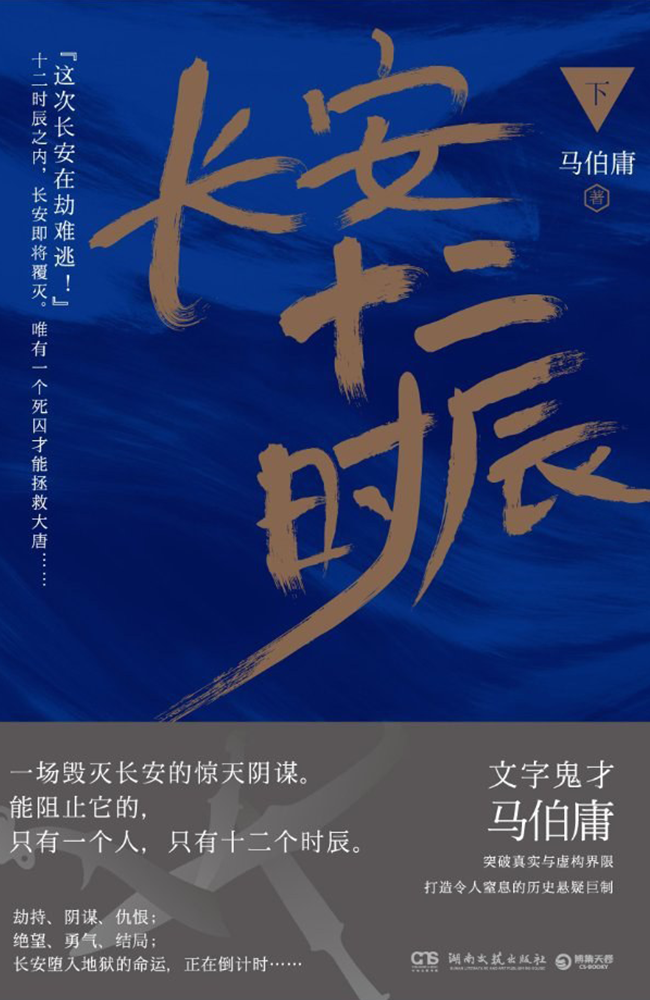 『这次长安在劫难逃！』
十二时辰之内，长安即将覆灭。唯有一个死囚才能拯救大唐……
长安
十二
时辰
下
马伯庸
著
一场毁灭长安的惊天阴谋。
能阻止它的，
只有一个人，只有十二个时辰。
劫持、阴谋、仇恨；
绝望、勇气、结局；
长安堕入地狱的命运，正在倒计时……
文字鬼才
马伯庸
突破真实与虚构界限
打造令人窒息的历史悬疑巨制
湖南文艺出版社
博集天卷
CS-BOOKY